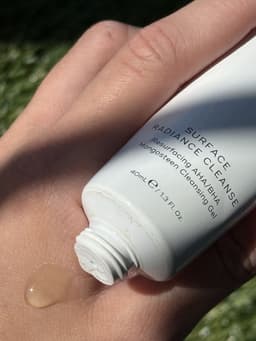 SURFACE
RADIANCE CLEANSE
Resurfacing AHA/BHA
Mangosteen Cleansing Gel
40mL ℮ / 1.3 Fl. oz.